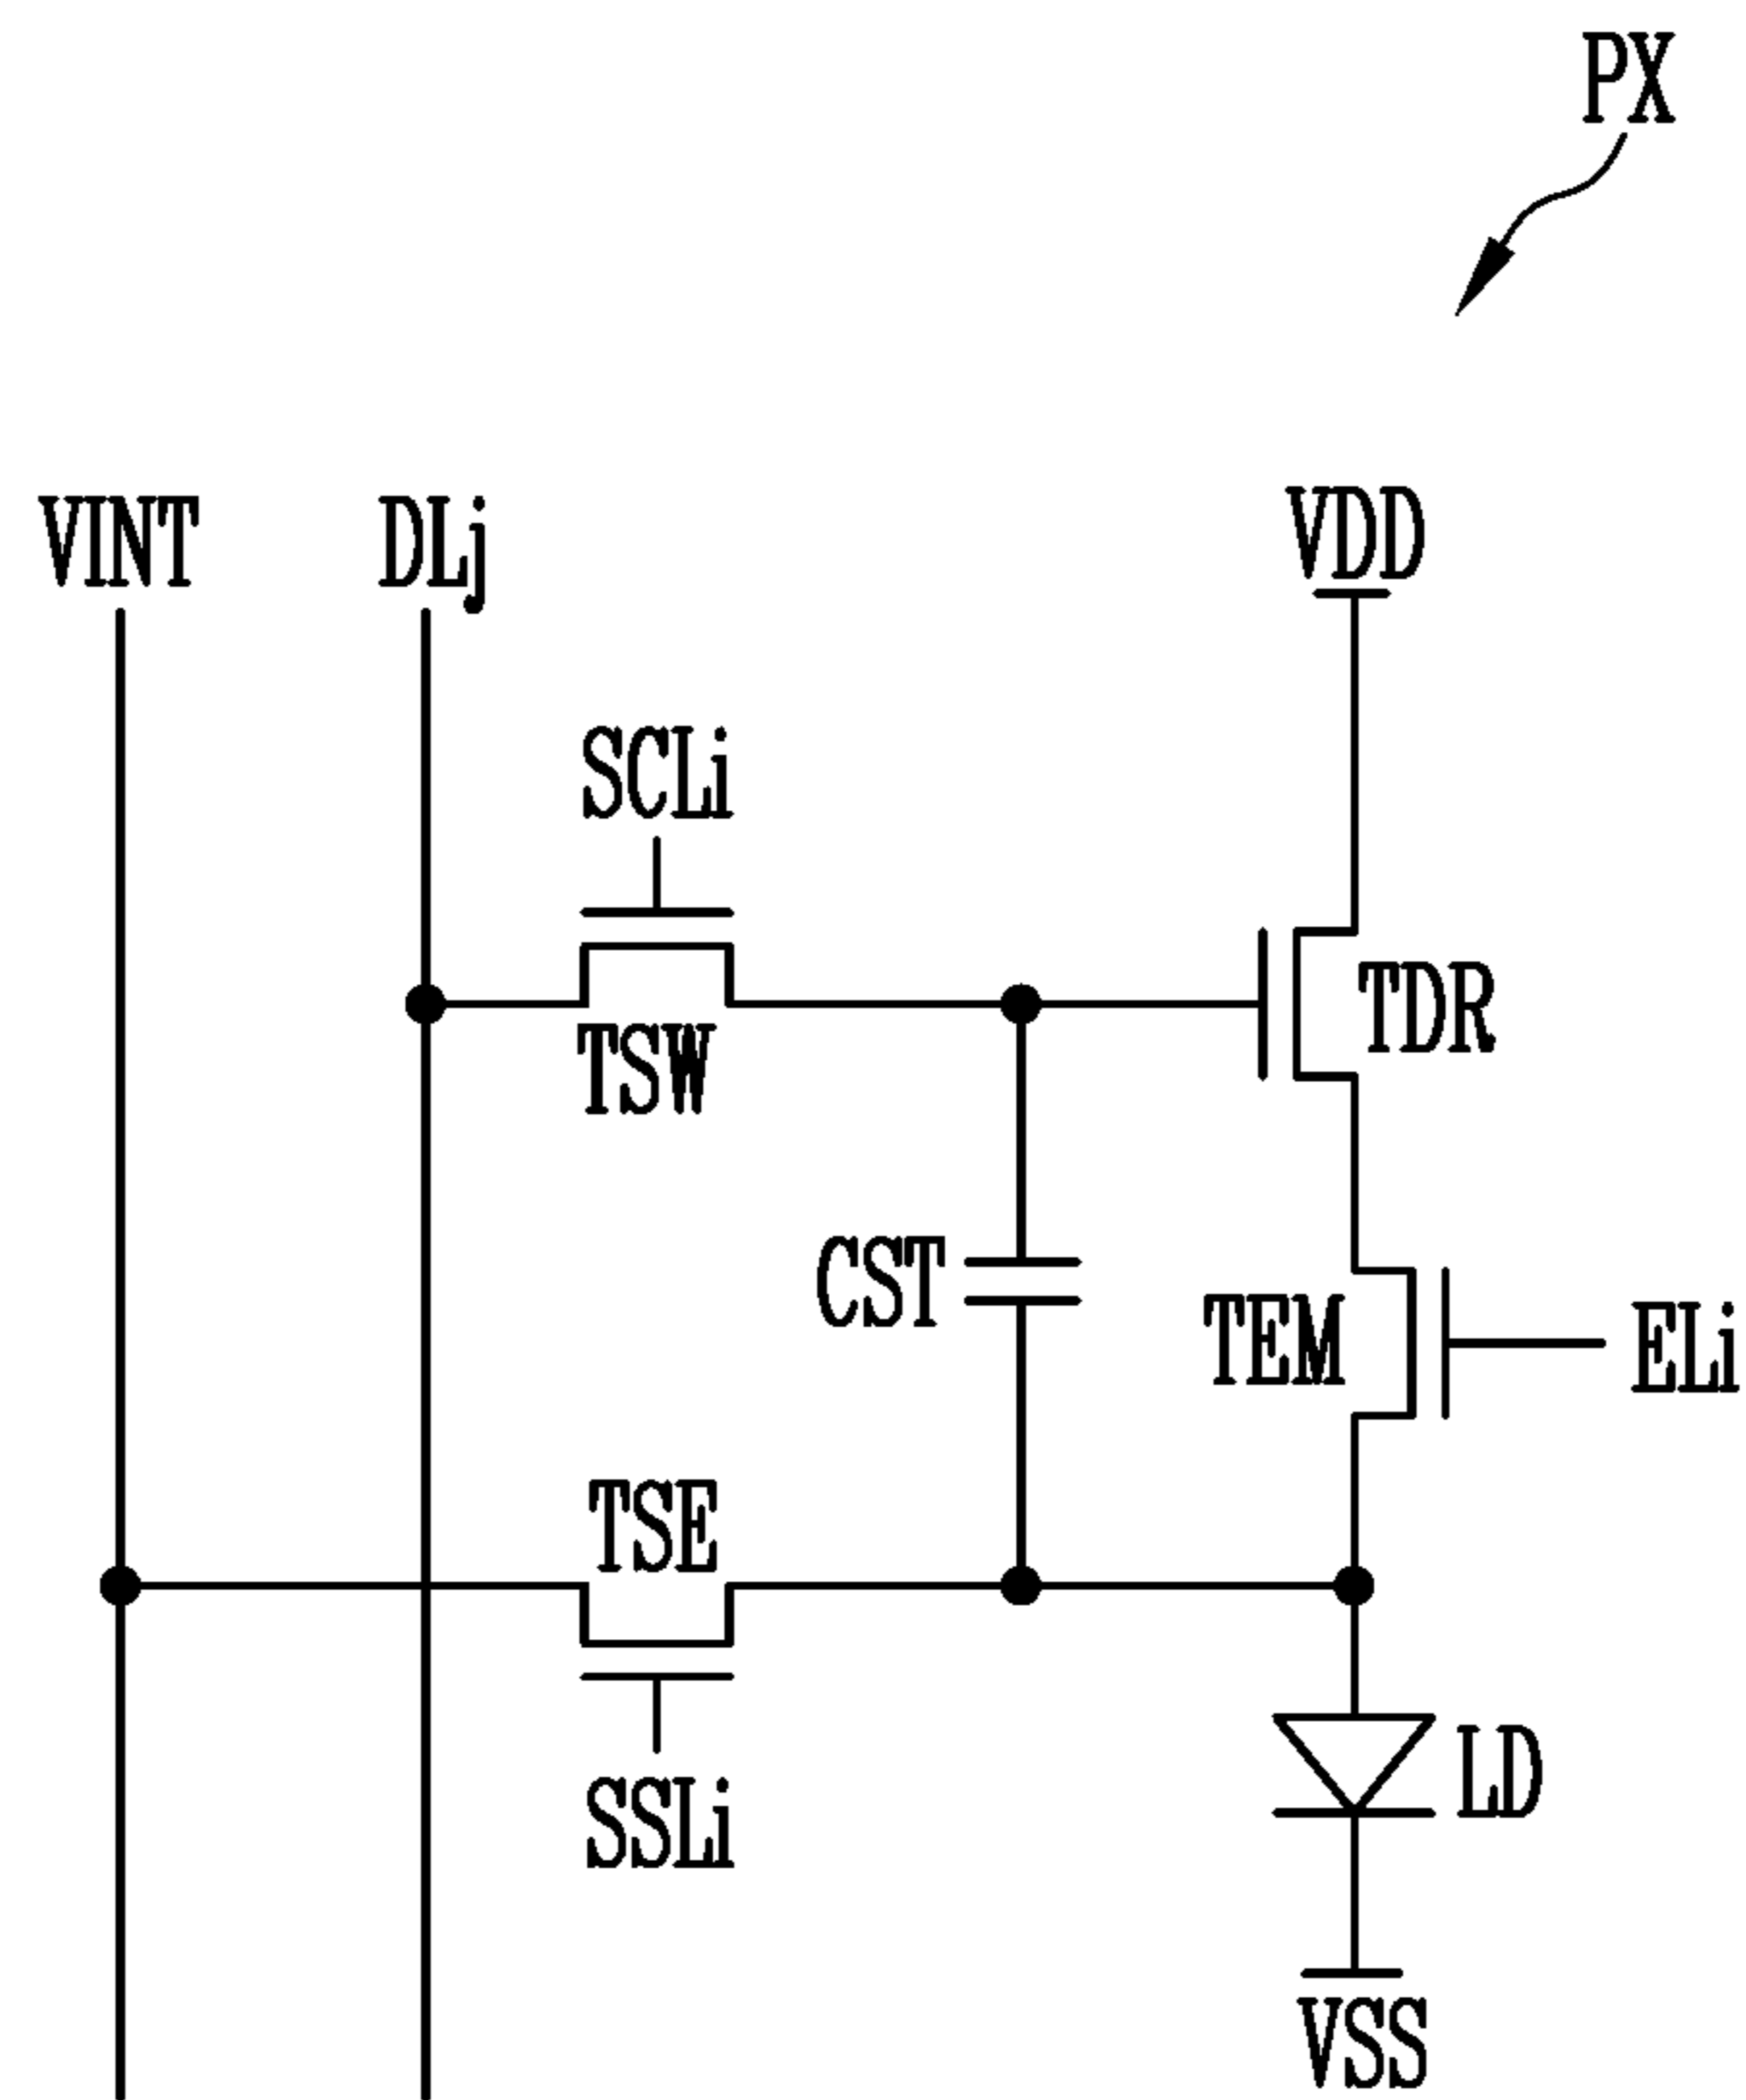 PX
VINT
DLj
VDD
SCLi
TDR
TSW
CST
TEM
ELi
TSE
LD
SSLi
VSS